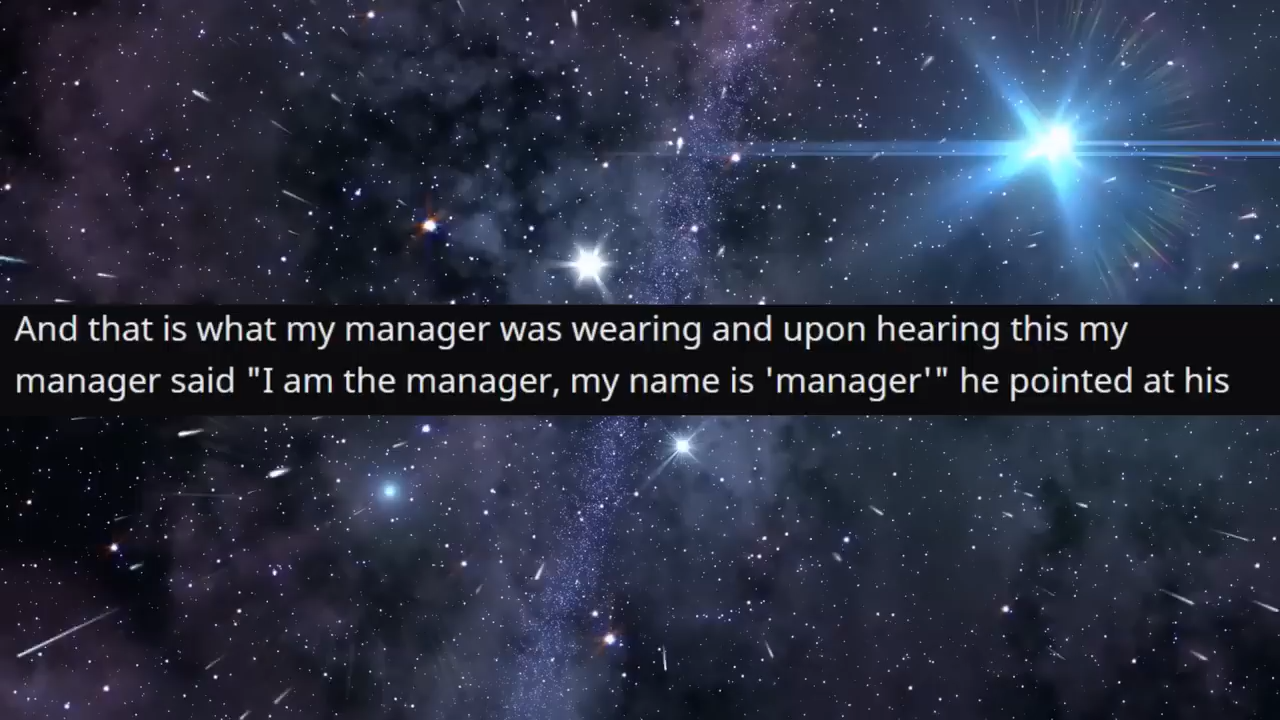 And that is what my manager was wearing and upon hearing this my
manager said "I am the manager, my name is 'manager'" he pointed at his